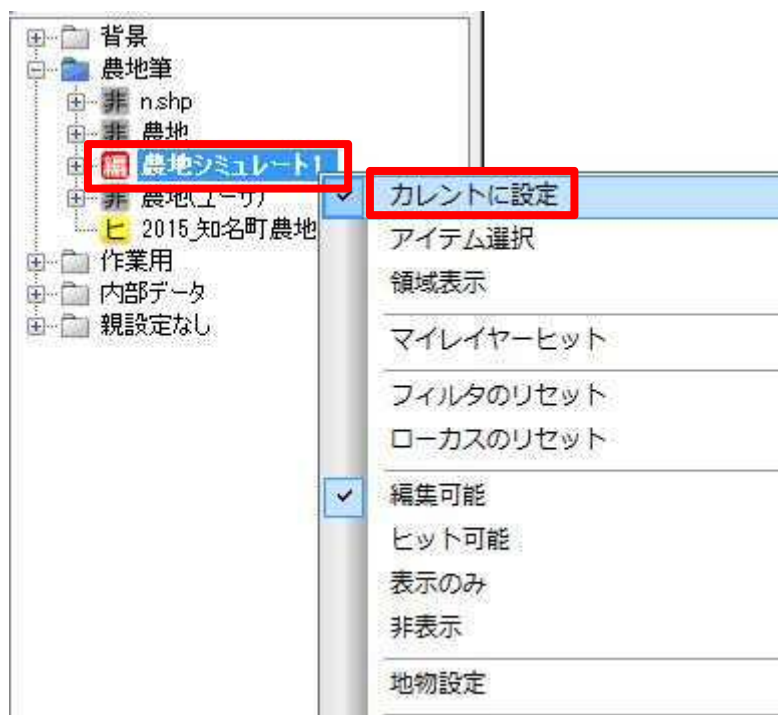 背景
農地筆
非 n.shp
非 農地
編 農地シミュレート1
非 農地(ユーザ)
ヒ 2015_知名町農地
作業用
内部データ
親設定なし
カレントに設定
アイテム選択
領域表示
マイレイヤーヒット
フィルタのリセット
ローカスのリセット
編集可能
ヒット可能
表示のみ
非表示
地物設定